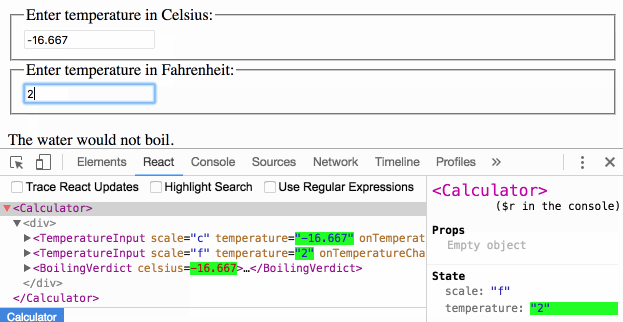 Enter temperature in Celsius:
-16.667
Enter temperature in Fahrenheit:
2
The water would not boil.
Elements React Console Sources Network Timeline Profiles »
Trace React Updates Highlight Search Use Regular Expressions
<Calculator>
<div>
<TemperatureInput scale="c" temperature="-16.667" onTemperat
<TemperatureInput scale="f" temperature="2" onTemperatureCha
<BoilingVerdict celsius=-16.667>…</BoilingVerdict>
</div>
</Calculator>
Calculator
<Calculator>
($r in the console)
Props
Empty object
State
scale: "f"
temperature: "2"